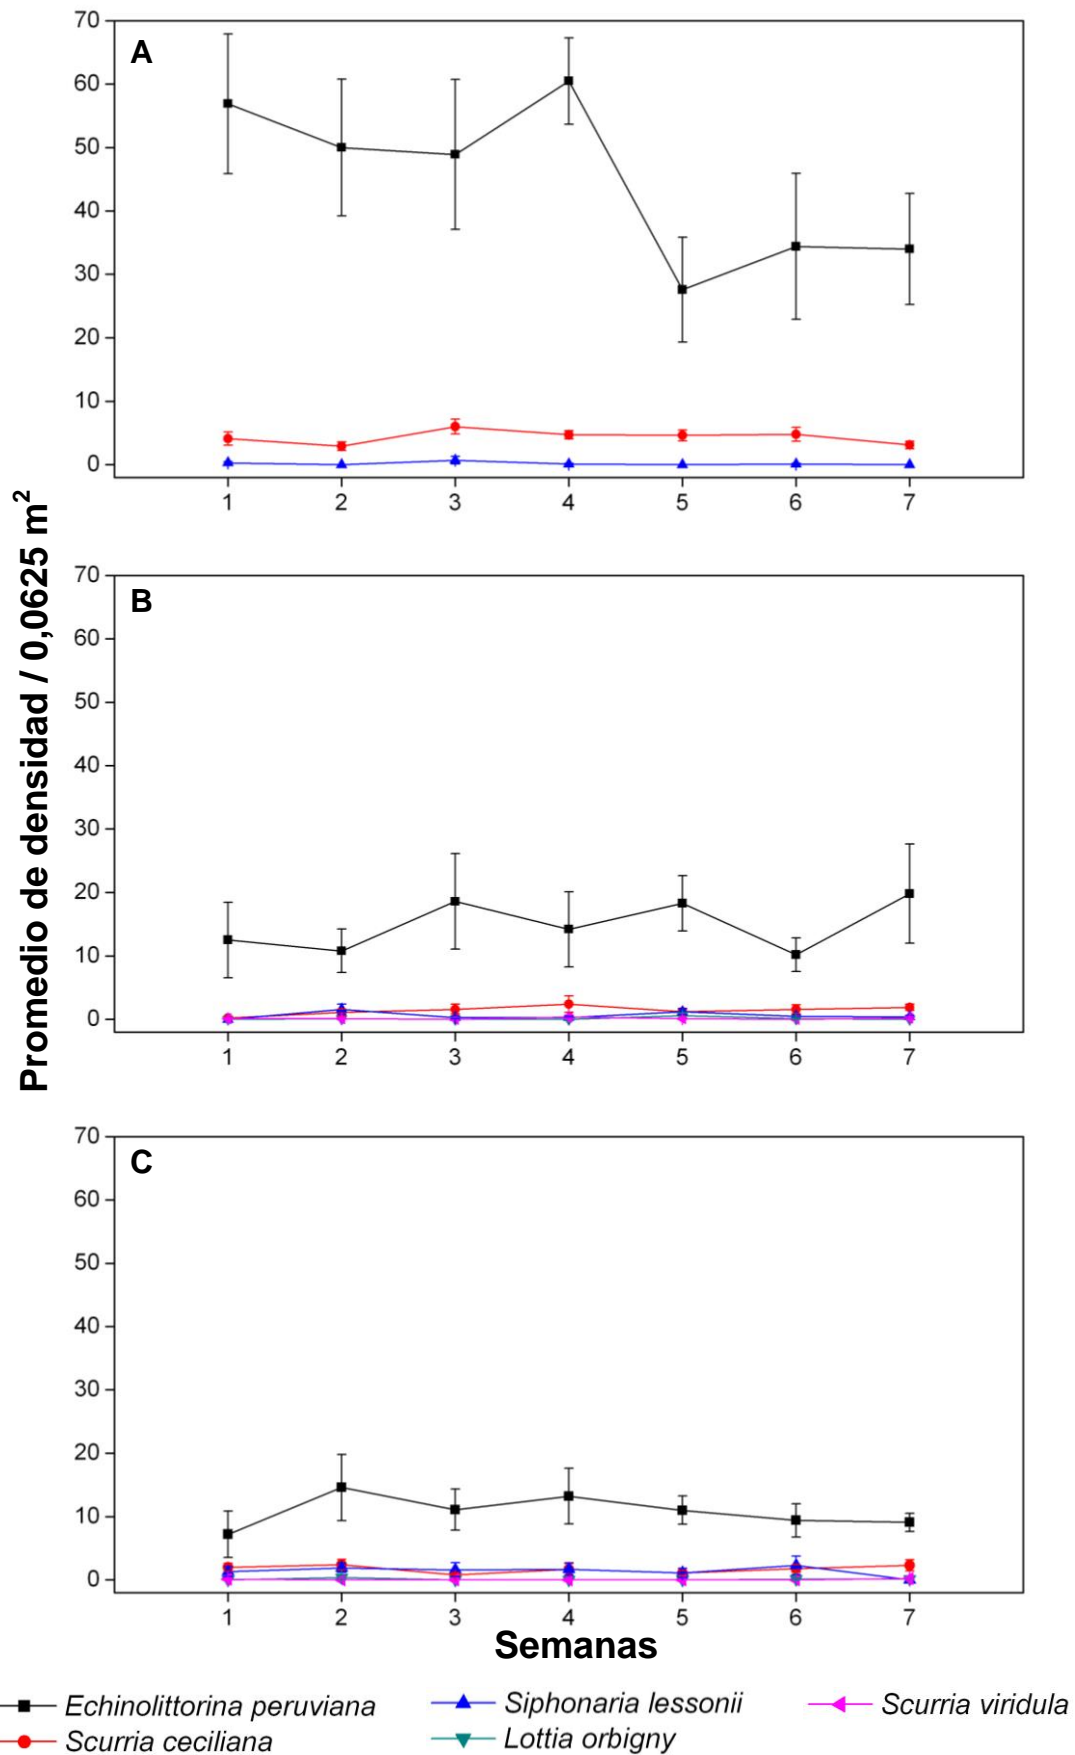 Promedio de densidad / 0,0625 m²
A
70
60
50
40
30
20
10
0
1 2 3 4 5 6 7
B
70
60
50
40
30
20
10
0
1 2 3 4 5 6 7
C
70
60
50
40
30
20
10
0
1 2 3 4 5 6 7
Semanas
Echinolittorina peruviana
Siphonaria lessonii
Scurria viridula
Scurria ceciliana
Lottia orbigny